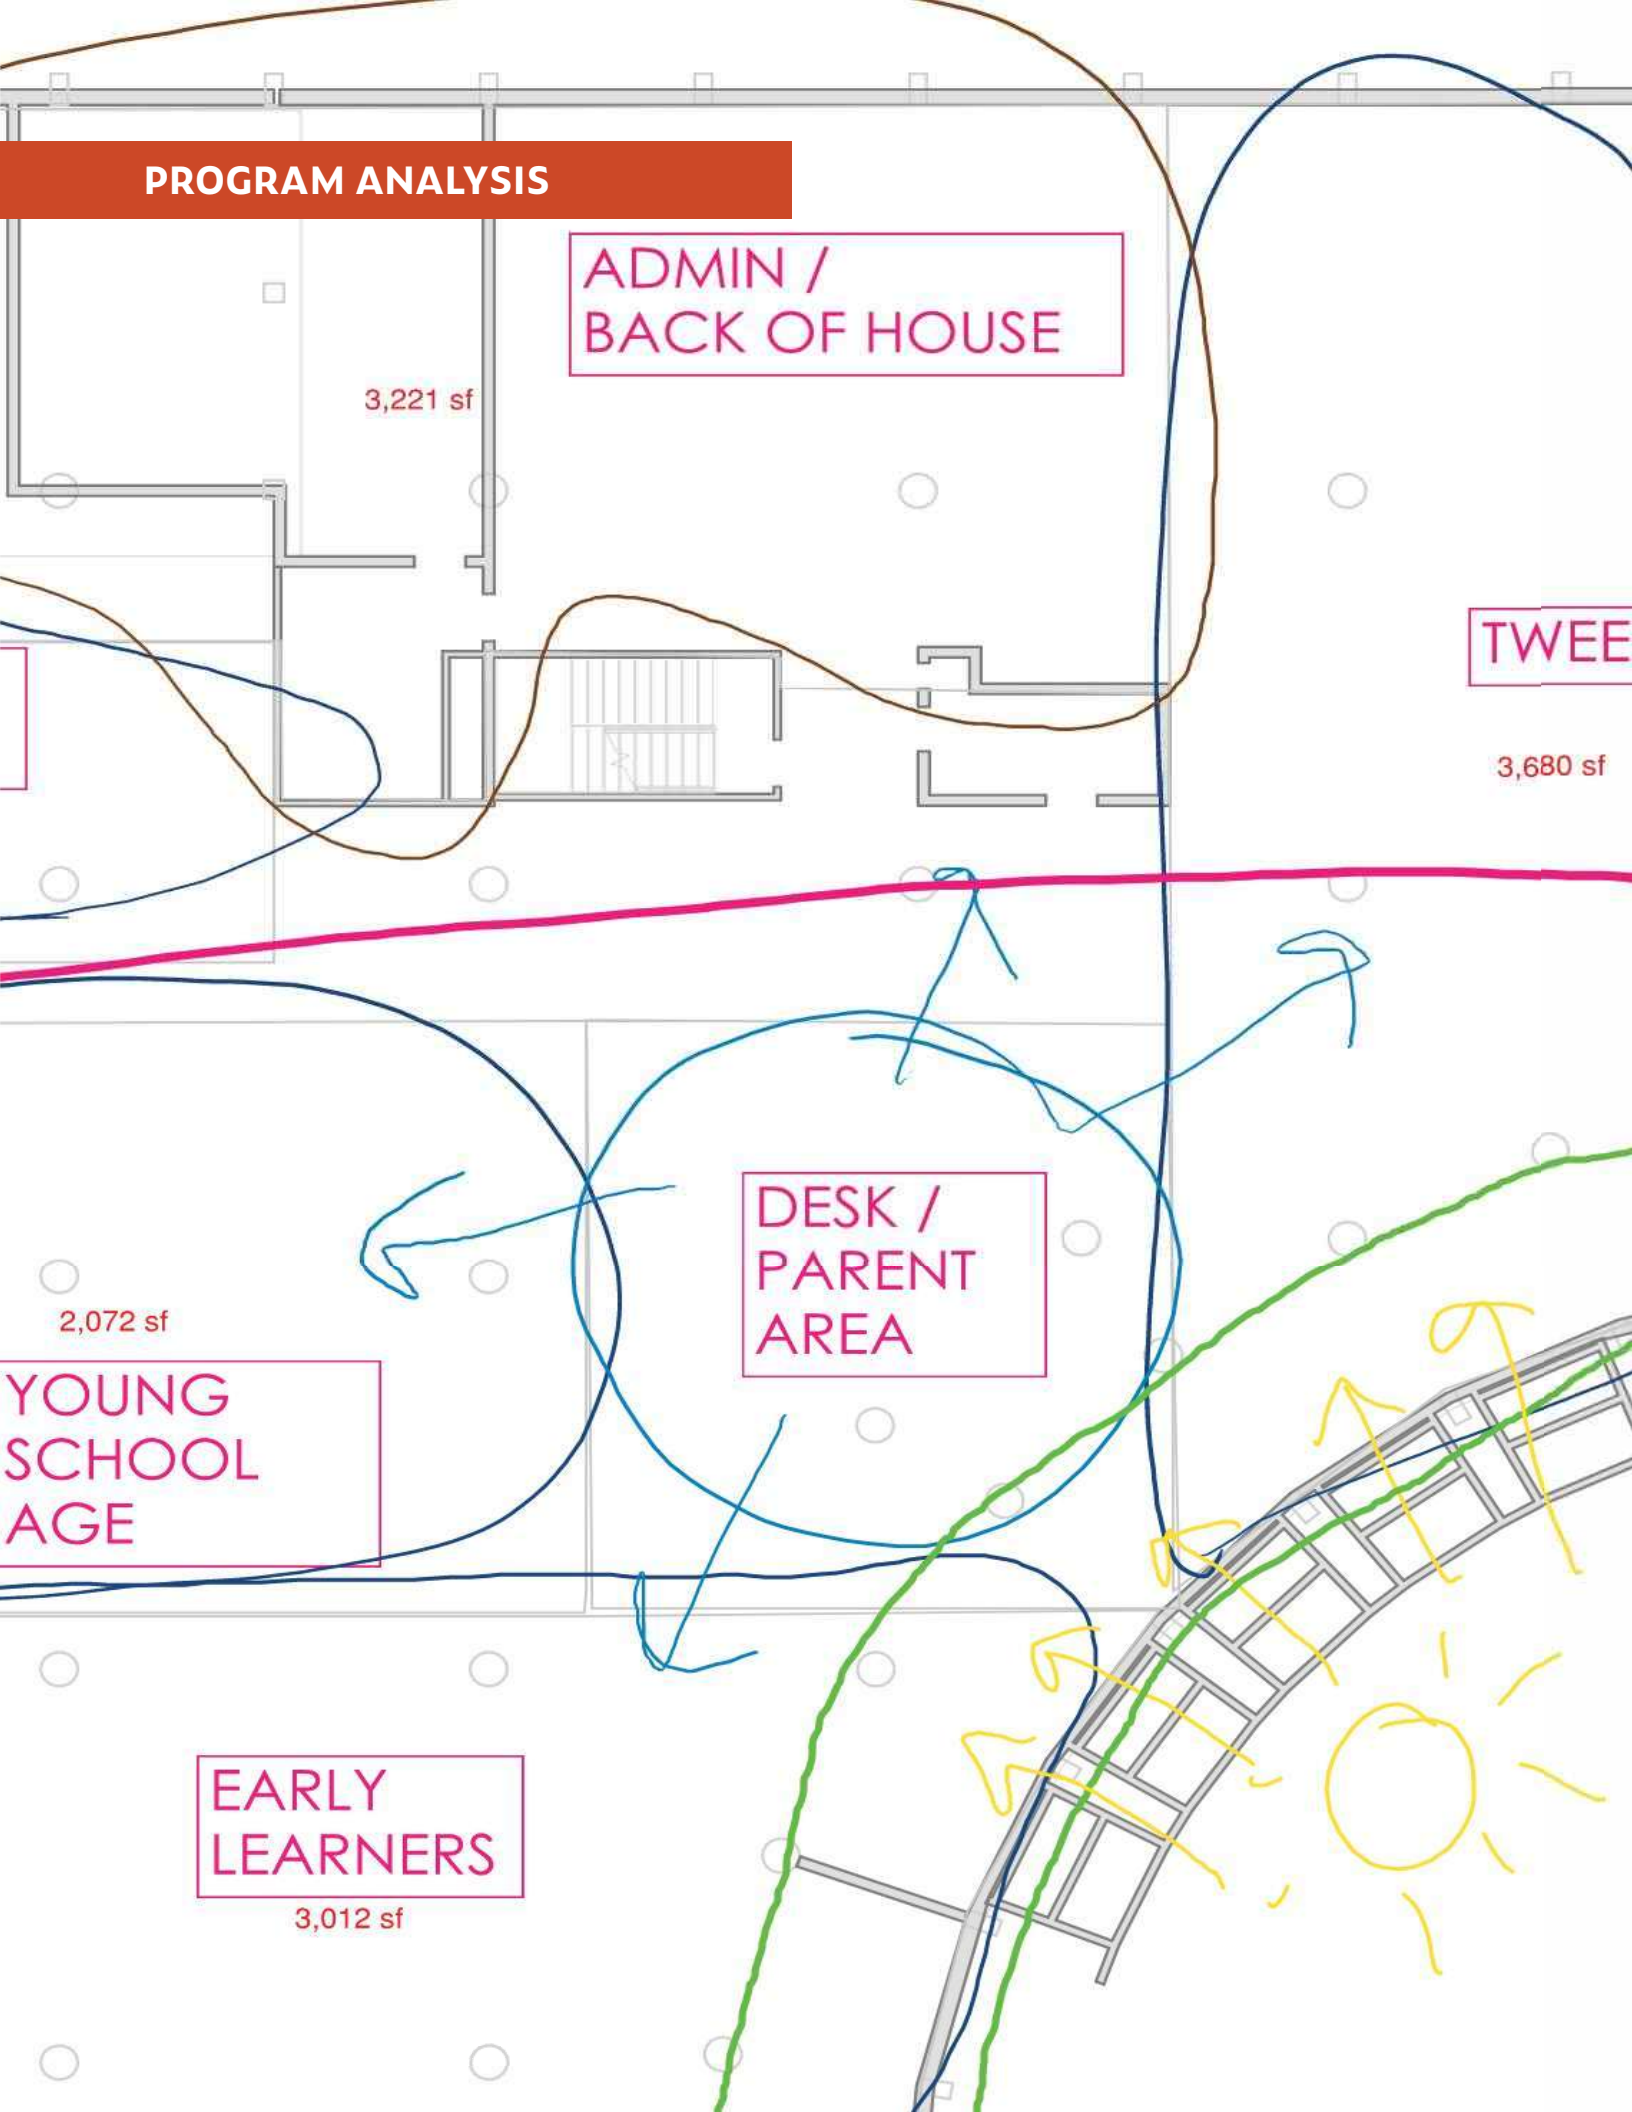 PROGRAM ANALYSIS
ADMIN /
BACK OF HOUSE
3,221 sf
TWEE
3,680 sf
DESK /
PARENT
AREA
2,072 sf
YOUNG
SCHOOL
AGE
EARLY
LEARNERS
3,012 sf